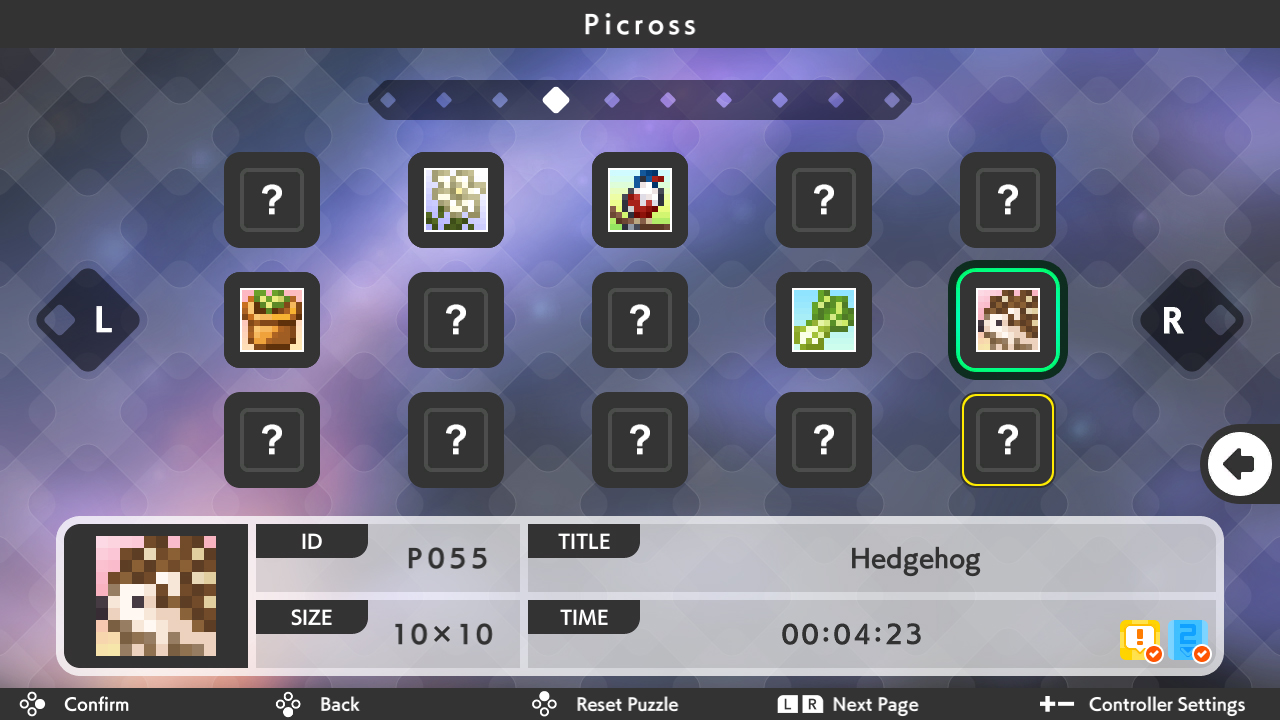 Picross
? ? ?
L ? ? R
? ? ? ? ?
ID P055 TITLE Hedgehog
SIZE 10×10 TIME 00:04:23
Confirm Back Reset Puzzle L R Next Page Controller Settings